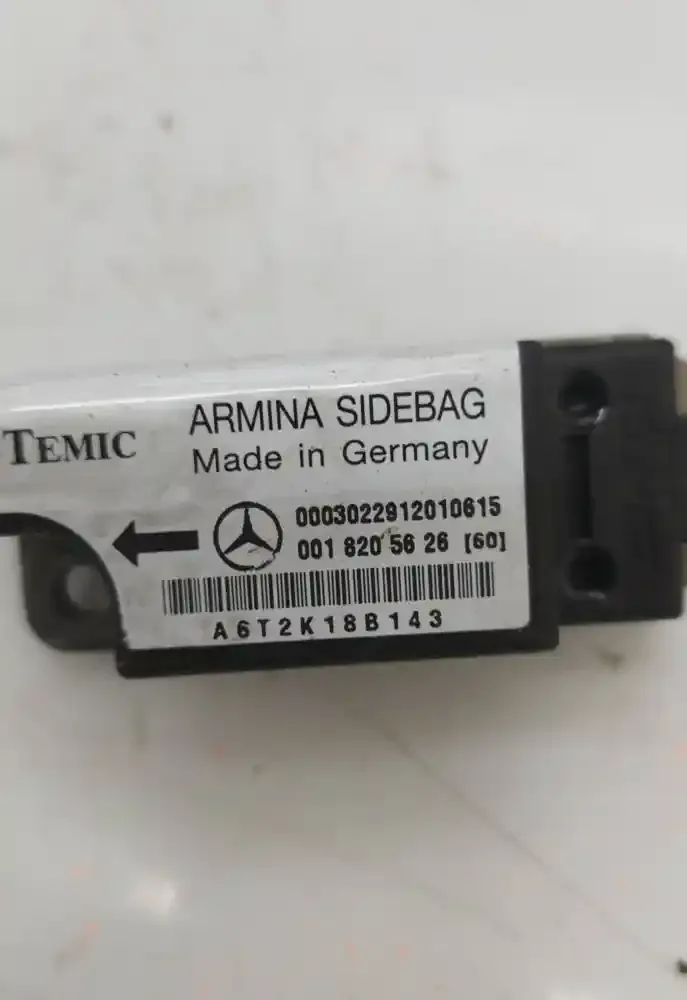 TEMIC
ARMINA SIDEBAG
Made in Germany
0003022912010615
001 820 56 26 [60]
A6T2K18B143